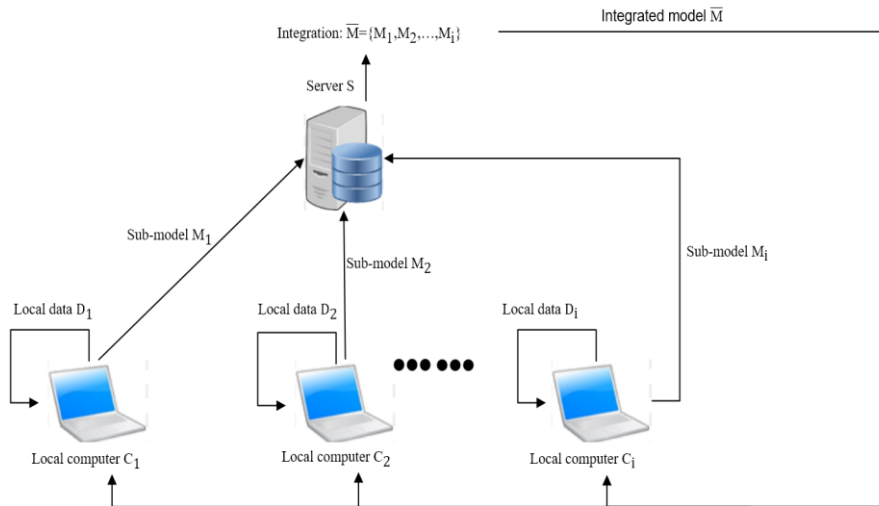 Integrated model M̅
Integration: M̅={M₁,M₂,...,Mᵢ}
Server S
Sub-model M₁
Sub-model M₂
Sub-model Mᵢ
Local data D₁
Local data D₂
Local data Dᵢ
Local computer C₁
Local computer C₂
Local computer Cᵢ